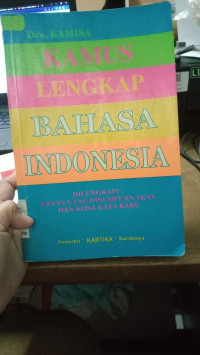 Drs. KAMISA
KAMUS
LENGKAP
BAHASA
INDONESIA
DILENGKAPI :
EJAAN YANG DISEMPURNAKAN
DAN KOSA KATA BARU
Penerbit " KARTIKA " Surabaya